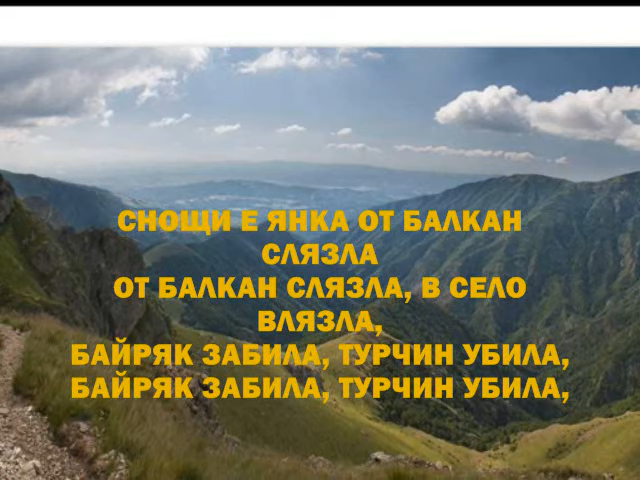 СНОЩИ Е ЯНКА ОТ БАЛКАН
СЛЯЗЛА
ОТ БАЛКАН СЛЯЗЛА, В СЕЛО
ВЛЯЗЛА,
БАЙРЯК ЗАБИЛА, ТУРЧИН УБИЛА,
БАЙРЯК ЗАБИЛА, ТУРЧИН УБИЛА,